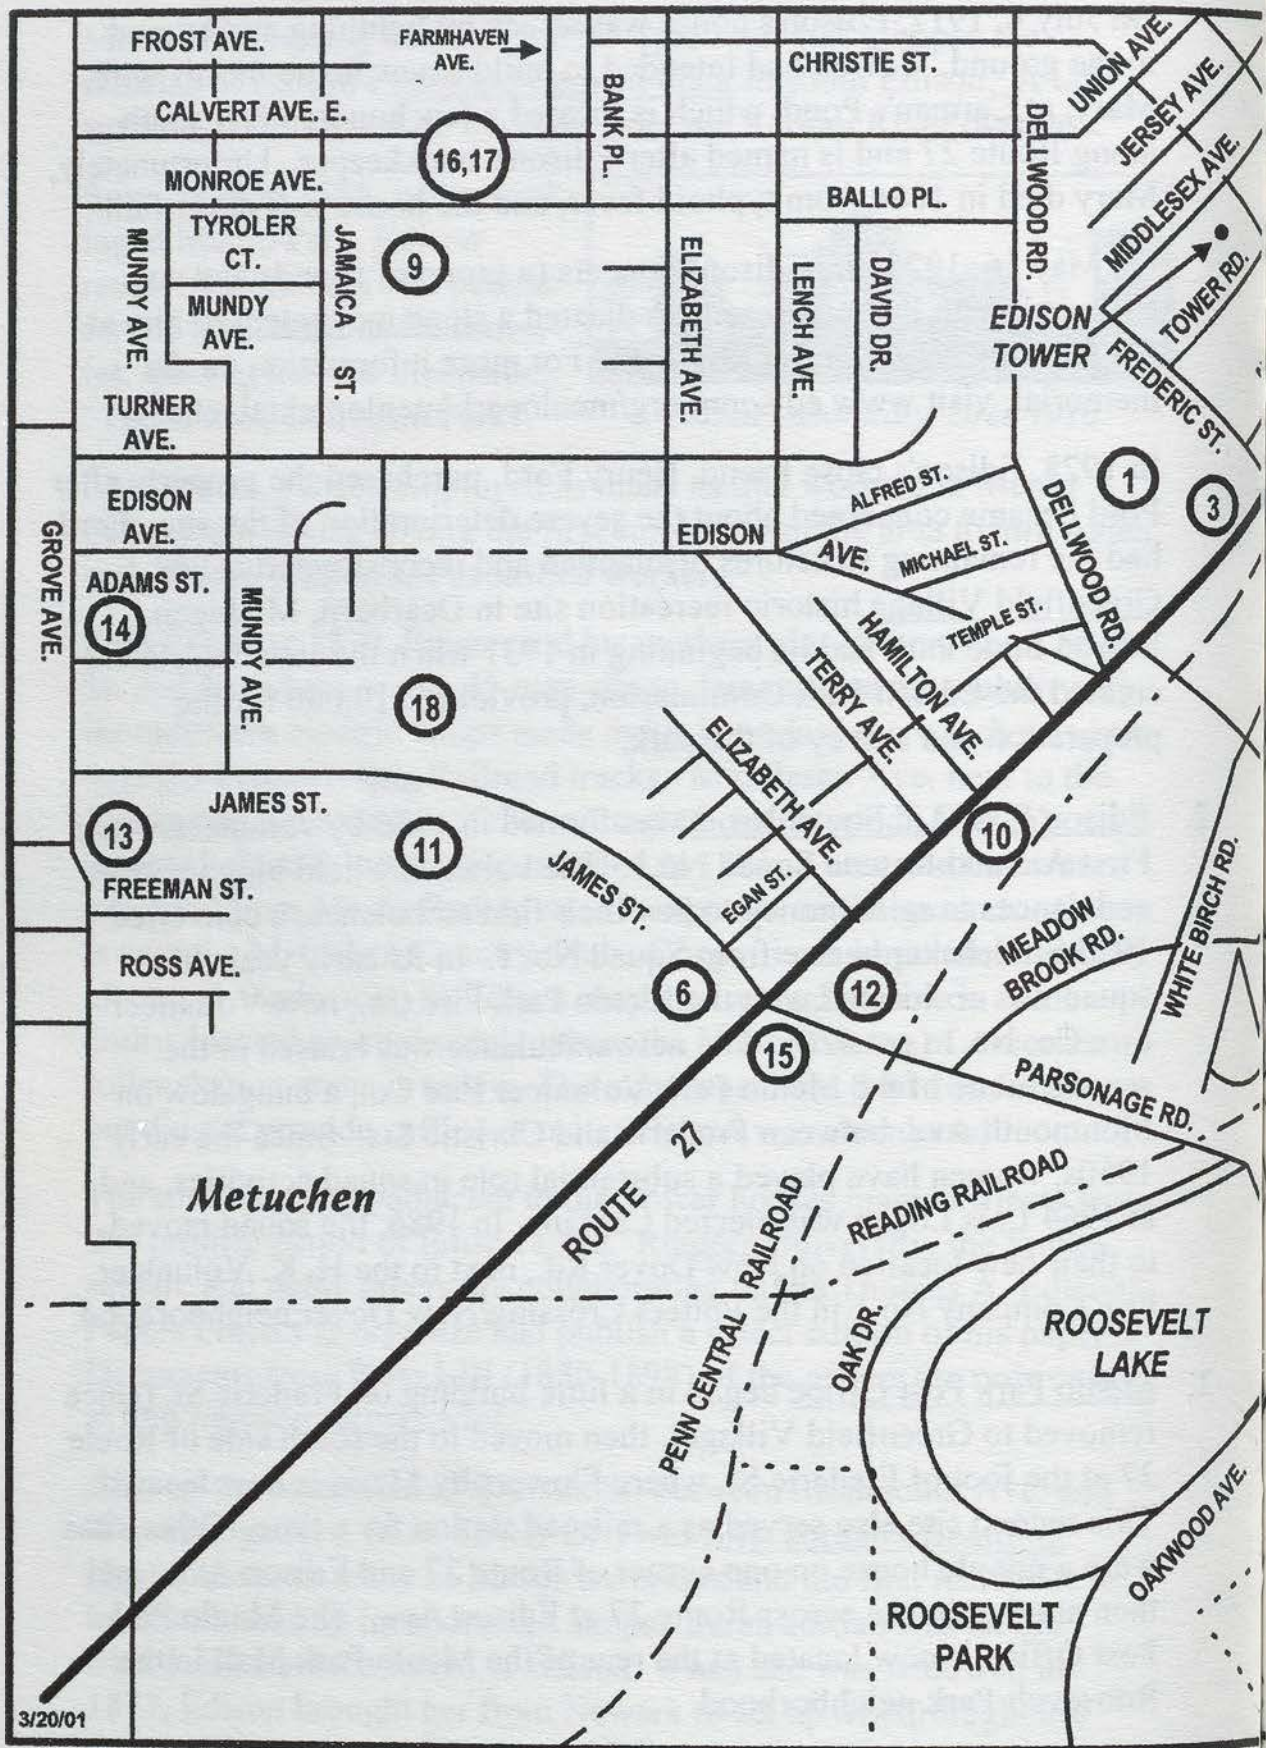 FROST AVE.
FARMHAVEN
AVE.
CHRISTIE ST.
UNION AVE.
CALVERT AVE. E.
BANK PL.
DELLWOOD RD.
JERSEY AVE.
16,17
MONROE AVE.
BALLO PL.
MIDDLESEX AVE.
TYROLER
CT.
MUNDY AVE.
JAMAICA ST.
9
ELIZABETH AVE.
LENCH AVE.
DAVID DR.
TOWER RD.
MUNDY
AVE.
EDISON
TOWER
FREDERIC ST.
TURNER
AVE.
1
3
EDISON
AVE.
ALFRED ST.
DELLWOOD RD.
GROVE AVE.
EDISON AVE.
MICHAEL ST.
ADAMS ST.
14
MUNDY AVE.
TEMPLE ST.
HAMILTON AVE.
TERRY AVE.
18
ELIZABETH AVE.
JAMES ST.
13
11
10
JAMES ST.
EGAN ST.
WHITE BIRCH RD.
FREEMAN ST.
MEADOW
BROOK RD.
ROSS AVE.
6
12
15
PARSONAGE RD.
Metuchen
ROUTE 27
PENN CENTRAL RAILROAD
READING RAILROAD
OAK DR.
ROOSEVELT
LAKE
OAKWOOD AVE.
ROOSEVELT
PARK
3/20/01